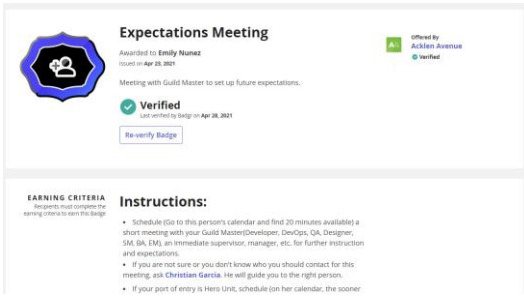 Expectations Meeting
Awarded to Emily Nunez
Issued on Apr 23, 2021
Meeting with Guild Master to set up future expectations.
Verified
Last verified by Badgr on Apr 28, 2021
Re-verify Badge
Offered By
Acklen Avenue
Verified
EARNING CRITERIA
Recipients must complete the
earning criteria to earn this Badge
Instructions:
• Schedule (Go to this person's calendar and find 20 minutes available) a
short meeting with your Guild Master(Developer, DevOps, QA, Designer,
SM, BA, EM), an immediate supervisor, manager, etc. for further instruction
and expectations.
• If you are not sure or you don't know who you should contact for this
meeting, ask Christian Garcia. He will guide you to the right person.
• If your port of entry is Hero Unit, schedule (on her calendar, the sooner